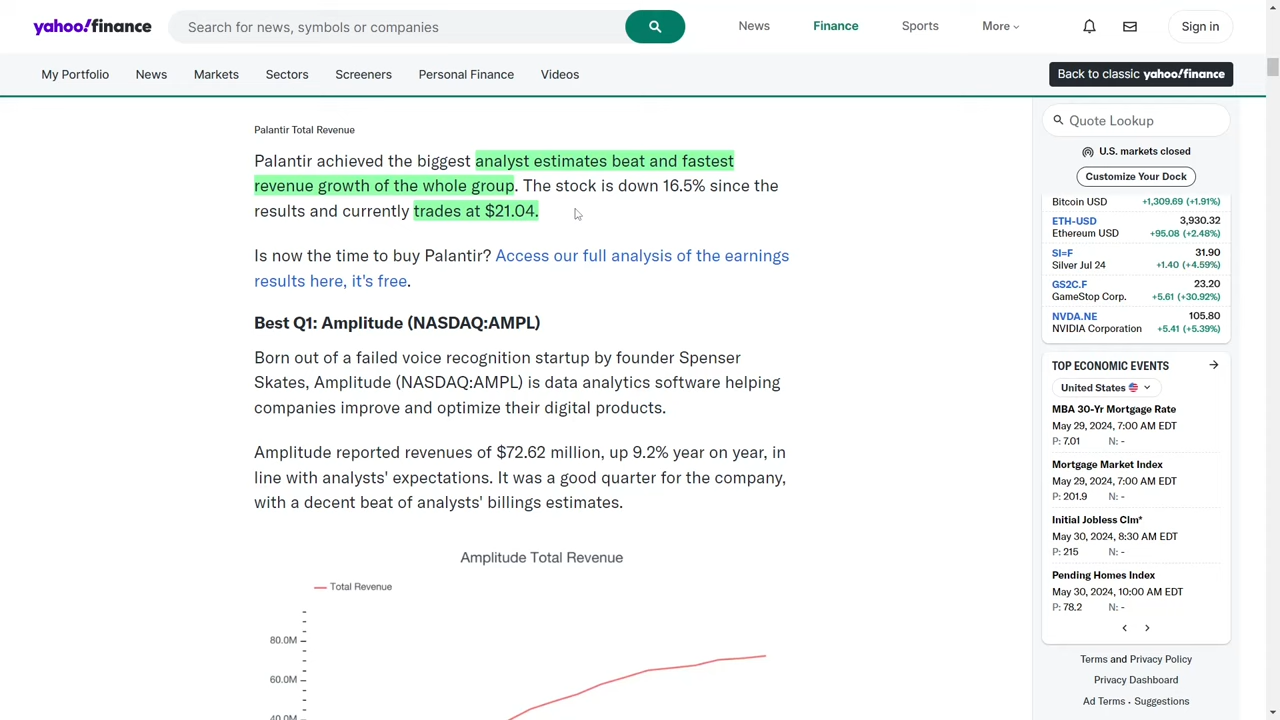 yahoo!finance
Search for news, symbols or companies
News
Finance
Sports
More
Sign in
My Portfolio
News
Markets
Sectors
Screeners
Personal Finance
Videos
Back to classic yahoo!finance
Palantir Total Revenue
Palantir achieved the biggest analyst estimates beat and fastest
revenue growth of the whole group. The stock is down 16.5% since the
results and currently trades at $21.04.
Is now the time to buy Palantir? Access our full analysis of the earnings
results here, it's free.
Best Q1: Amplitude (NASDAQ:AMPL)
Born out of a failed voice recognition startup by founder Spenser
Skates, Amplitude (NASDAQ:AMPL) is data analytics software helping
companies improve and optimize their digital products.
Amplitude reported revenues of $72.62 million, up 9.2% year on year, in
line with analysts' expectations. It was a good quarter for the company,
with a decent beat of analysts' billings estimates.
Amplitude Total Revenue
Total Revenue
80.0M
60.0M
40.0M
Quote Lookup
U.S. markets closed
Customize Your Dock
Bitcoin USD +1,309.69 (+1.91%)
ETH-USD 3,930.32
Ethereum USD +95.08 (+2.48%)
SI=F 31.90
Silver Jul 24 +1.40 (+4.59%)
GS2C.F 23.20
GameStop Corp. +5.61 (+30.92%)
NVDA.NE 105.80
NVIDIA Corporation +5.41 (+5.39%)
TOP ECONOMIC EVENTS
United States
MBA 30-Yr Mortgage Rate
May 29, 2024, 7:00 AM EDT
P: 7.01 N: -
Mortgage Market Index
May 29, 2024, 7:00 AM EDT
P: 201.9 N: -
Initial Jobless Clm*
May 30, 2024, 8:30 AM EDT
P: 215 N: -
Pending Homes Index
May 30, 2024, 10:00 AM EDT
P: 78.2 N: -
Terms and Privacy Policy
Privacy Dashboard
Ad Terms • Suggestions